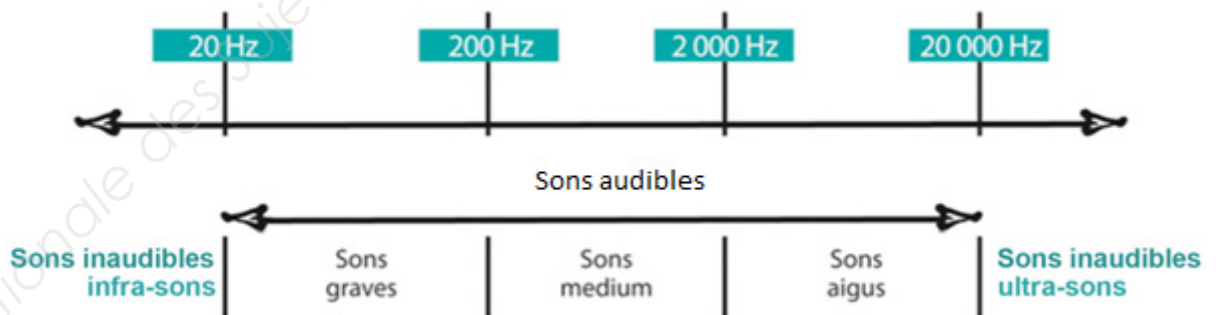 20 Hz 200 Hz 2 000 Hz 20 000 Hz
Sons audibles
Sons inaudibles Sons Sons Sons Sons inaudibles
infra-sons graves medium aigus ultra-sons